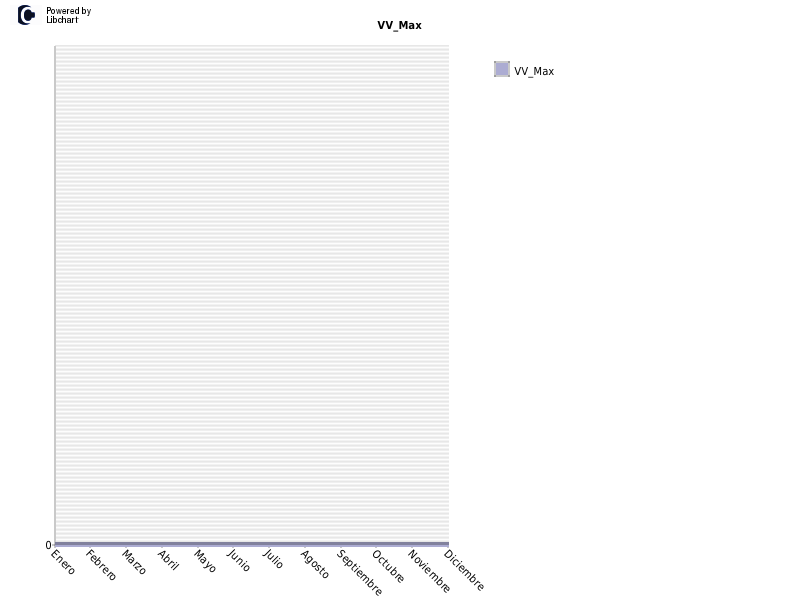 Powered by
Libchart
VV_Max
VV_Max
0
Enero
Febrero
Marzo
Abril
Mayo
Junio
Julio
Agosto
Septiembre
Octubre
Noviembre
Diciembre